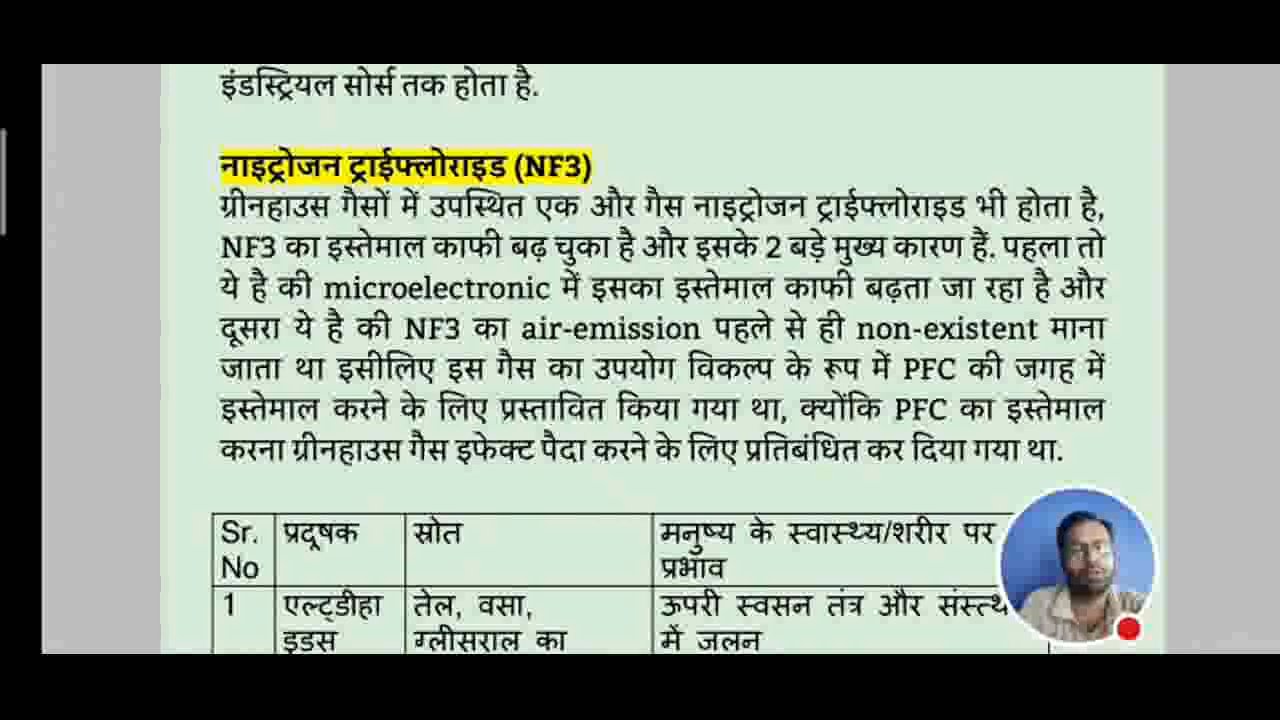 इंडस्ट्रियल सोर्स तक होता है.
नाइट्रोजन ट्राईफ्लोराइड (NF3)
ग्रीनहाउस गैसों में उपस्थित एक और गैस नाइट्रोजन ट्राईफ्लोराइड भी होता है,
NF3 का इस्तेमाल काफी बढ़ चुका है और इसके 2 बड़े मुख्य कारण हैं. पहला तो
ये है की microelectronic में इसका इस्तेमाल काफी बढ़ता जा रहा है और
दूसरा ये है की NF3 का air-emission पहले से ही non-existent माना
जाता था इसीलिए इस गैस का उपयोग विकल्प के रूप में PFC की जगह में
इस्तेमाल करने के लिए प्रस्तावित किया गया था, क्योंकि PFC का इस्तेमाल
करना ग्रीनहाउस गैस इफेक्ट पैदा करने के लिए प्रतिबंधित कर दिया गया था.
Sr. प्रदूषक स्रोत मनुष्य के स्वास्थ्य/शरीर पर
No प्रभाव
1 एल्ट्डीहा तेल, वसा, ऊपरी स्वसन तंत्र और
इडस ग्लीसराल का में जलन